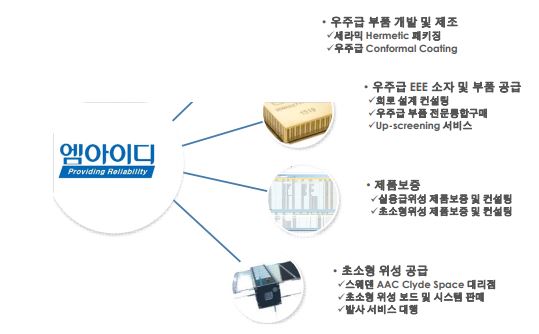 • 우주급 부품 개발 및 제조
✓세라믹 Hermetic 패키징
✓우주급 Conformal Coating
• 우주급 EEE 소자 및 부품 공급
✓회로 설계 컨설팅
✓우주급 부품 전문통합구매
✓Up-screening 서비스
엠아이디
Providing Reliability
• 제품보증
✓실용급위성 제품보증 및 컨설팅
✓초소형위성 제품보증 및 컨설팅
• 초소형 위성 공급
✓스웨덴 AAC Clyde Space 대리점
✓초소형 위성 보드 및 시스템 판매
✓발사 서비스 대행